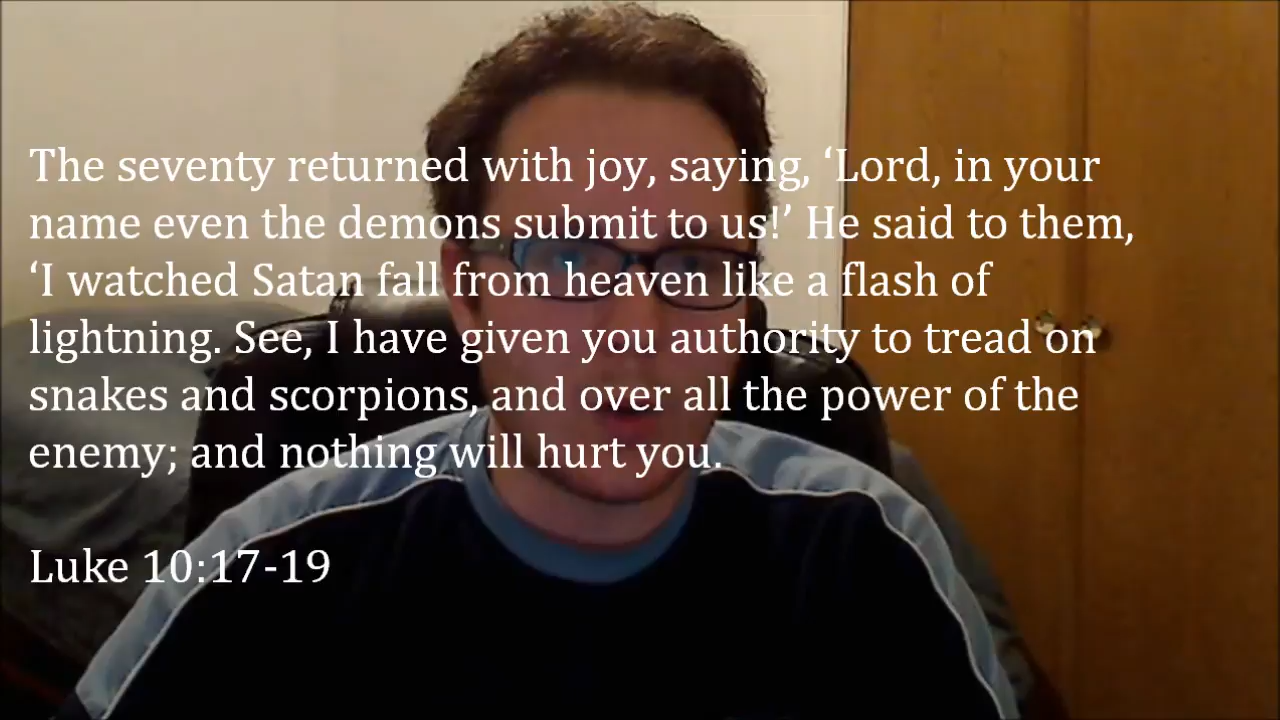 The seventy returned with joy, saying, ‘Lord, in your
name even the demons submit to us!’ He said to them,
‘I watched Satan fall from heaven like a flash of
lightning. See, I have given you authority to tread on
snakes and scorpions, and over all the power of the
enemy; and nothing will hurt you.
Luke 10:17-19